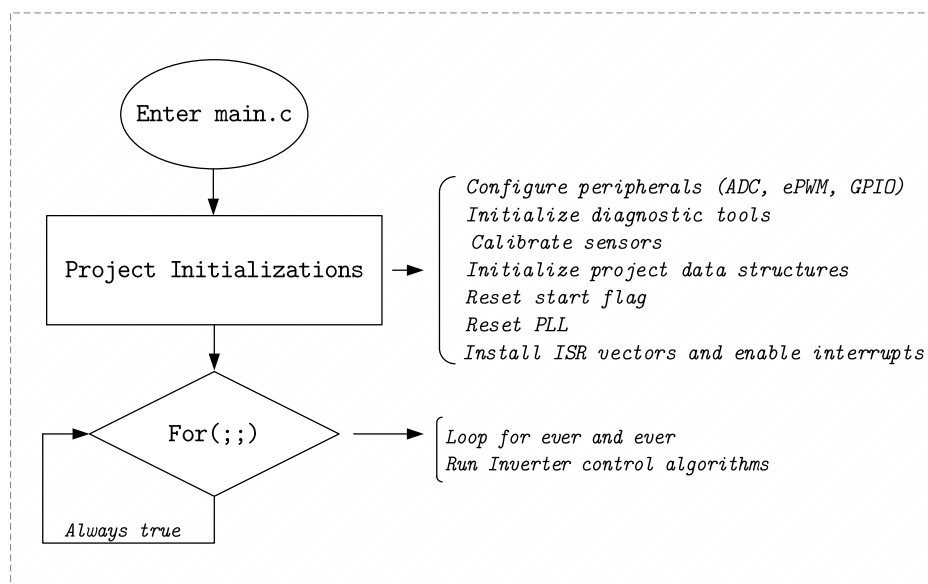 Enter main.c
Configure peripherals (ADC, ePWM, GPIO)
Initialize diagnostic tools
Calibrate sensors
Project Initializations
Initialize project data structures
Reset start flag
Reset PLL
Install ISR vectors and enable interrupts
For(;;)
Loop for ever and ever
Run Inverter control algorithms
Always true